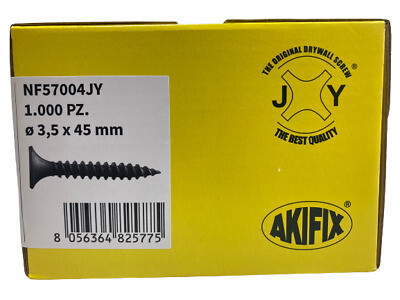 NF57004JY
1.000 PZ.
ø 3,5 x 45 mm
8 056364 825775
THE ORIGINAL DRYWALL SCREW
J Y
THE BEST QUALITY
AKIFIX